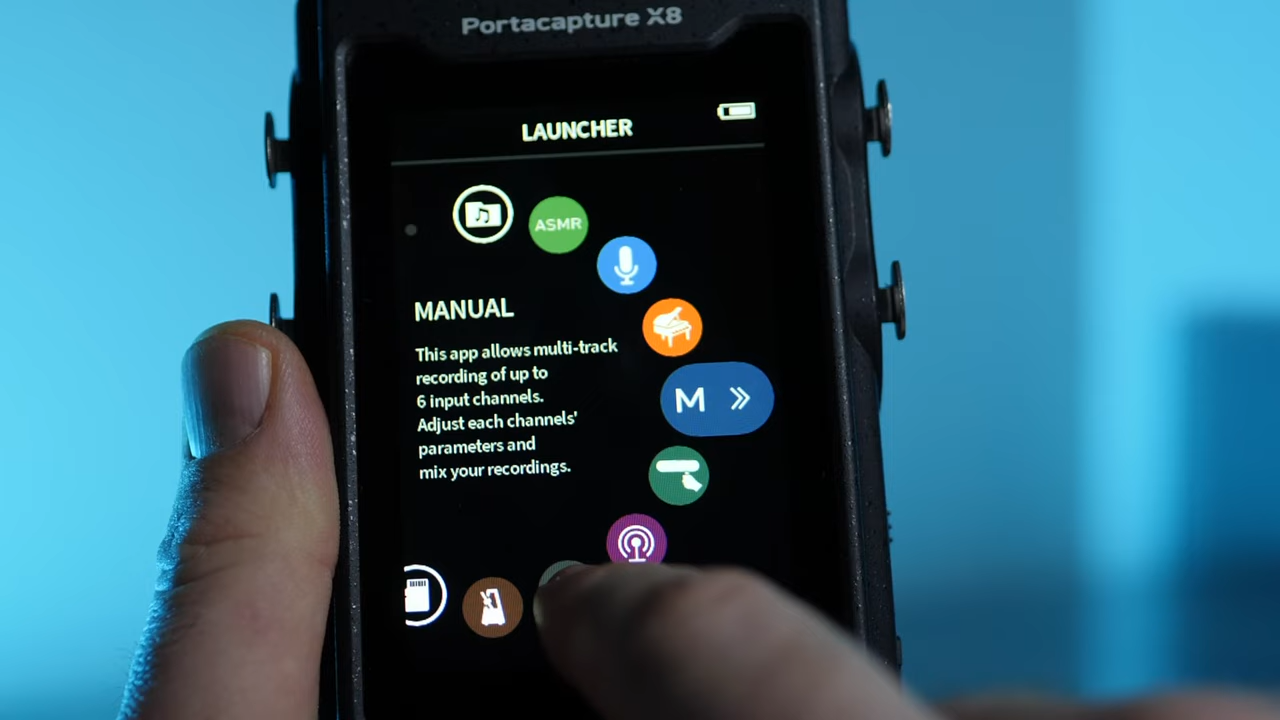 Portacapture X8
LAUNCHER
ASMR
MANUAL
This app allows multi-track
recording of up to
6 input channels.
Adjust each channels'
parameters and
mix your recordings.
M »